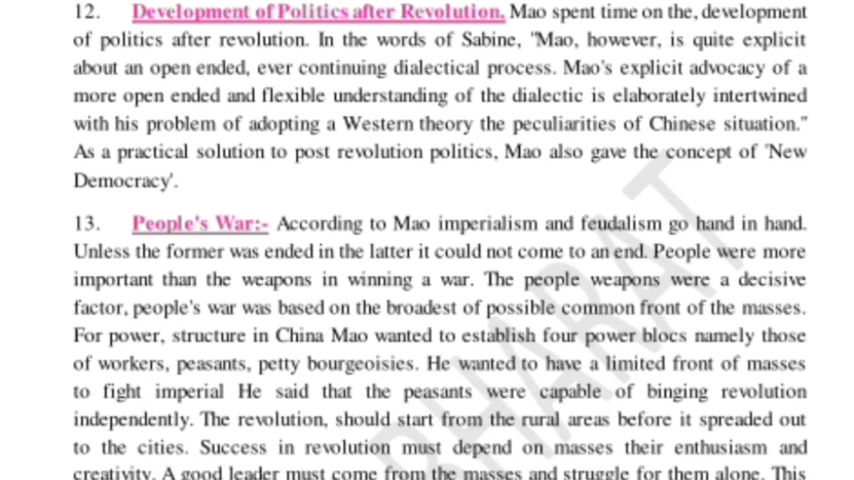 12. Development of Politics after Revolution. Mao spent time on the, development
of politics after revolution. In the words of Sabine, "Mao, however, is quite explicit
about an open ended, ever continuing dialectical process. Mao's explicit advocacy of a
more open ended and flexible understanding of the dialectic is elaborately intertwined
with his problem of adopting a Western theory the peculiarities of Chinese situation."
As a practical solution to post revolution politics, Mao also gave the concept of 'New
Democracy'.
13. People's War:- According to Mao imperialism and feudalism go hand in hand.
Unless the former was ended in the latter it could not come to an end. People were more
important than the weapons in winning a war. The people weapons were a decisive
factor, people's war was based on the broadest of possible common front of the masses.
For power, structure in China Mao wanted to establish four power blocs namely those
of workers, peasants, petty bourgeoisies. He wanted to have a limited front of masses
to fight imperial He said that the peasants were capable of binging revolution
independently. The revolution, should start from the rural areas before it spreaded out
to the cities. Success in revolution must depend on masses their enthusiasm and
creativity. A good leader must come from the masses and struggle for them alone. This
BHARAT